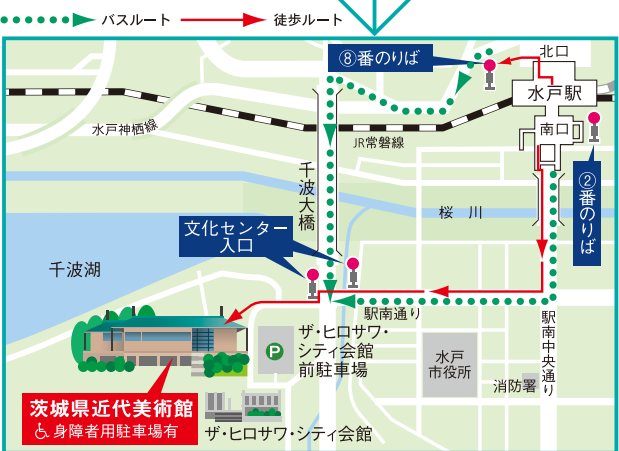 バスルート
徒歩ルート
⑧番のりば
北口
水戸駅
南口
水戸神栖線
JR常磐線
千波大橋
②番のりば
桜川
文化センター
入口
千波湖
駅南通り
駅南中央通り
ザ・ヒロサワ・
シティ会館
前駐車場
P
水戸
市役所
消防署
茨城県近代美術館
身障者用駐車場有
ザ・ヒロサワ・シティ会館